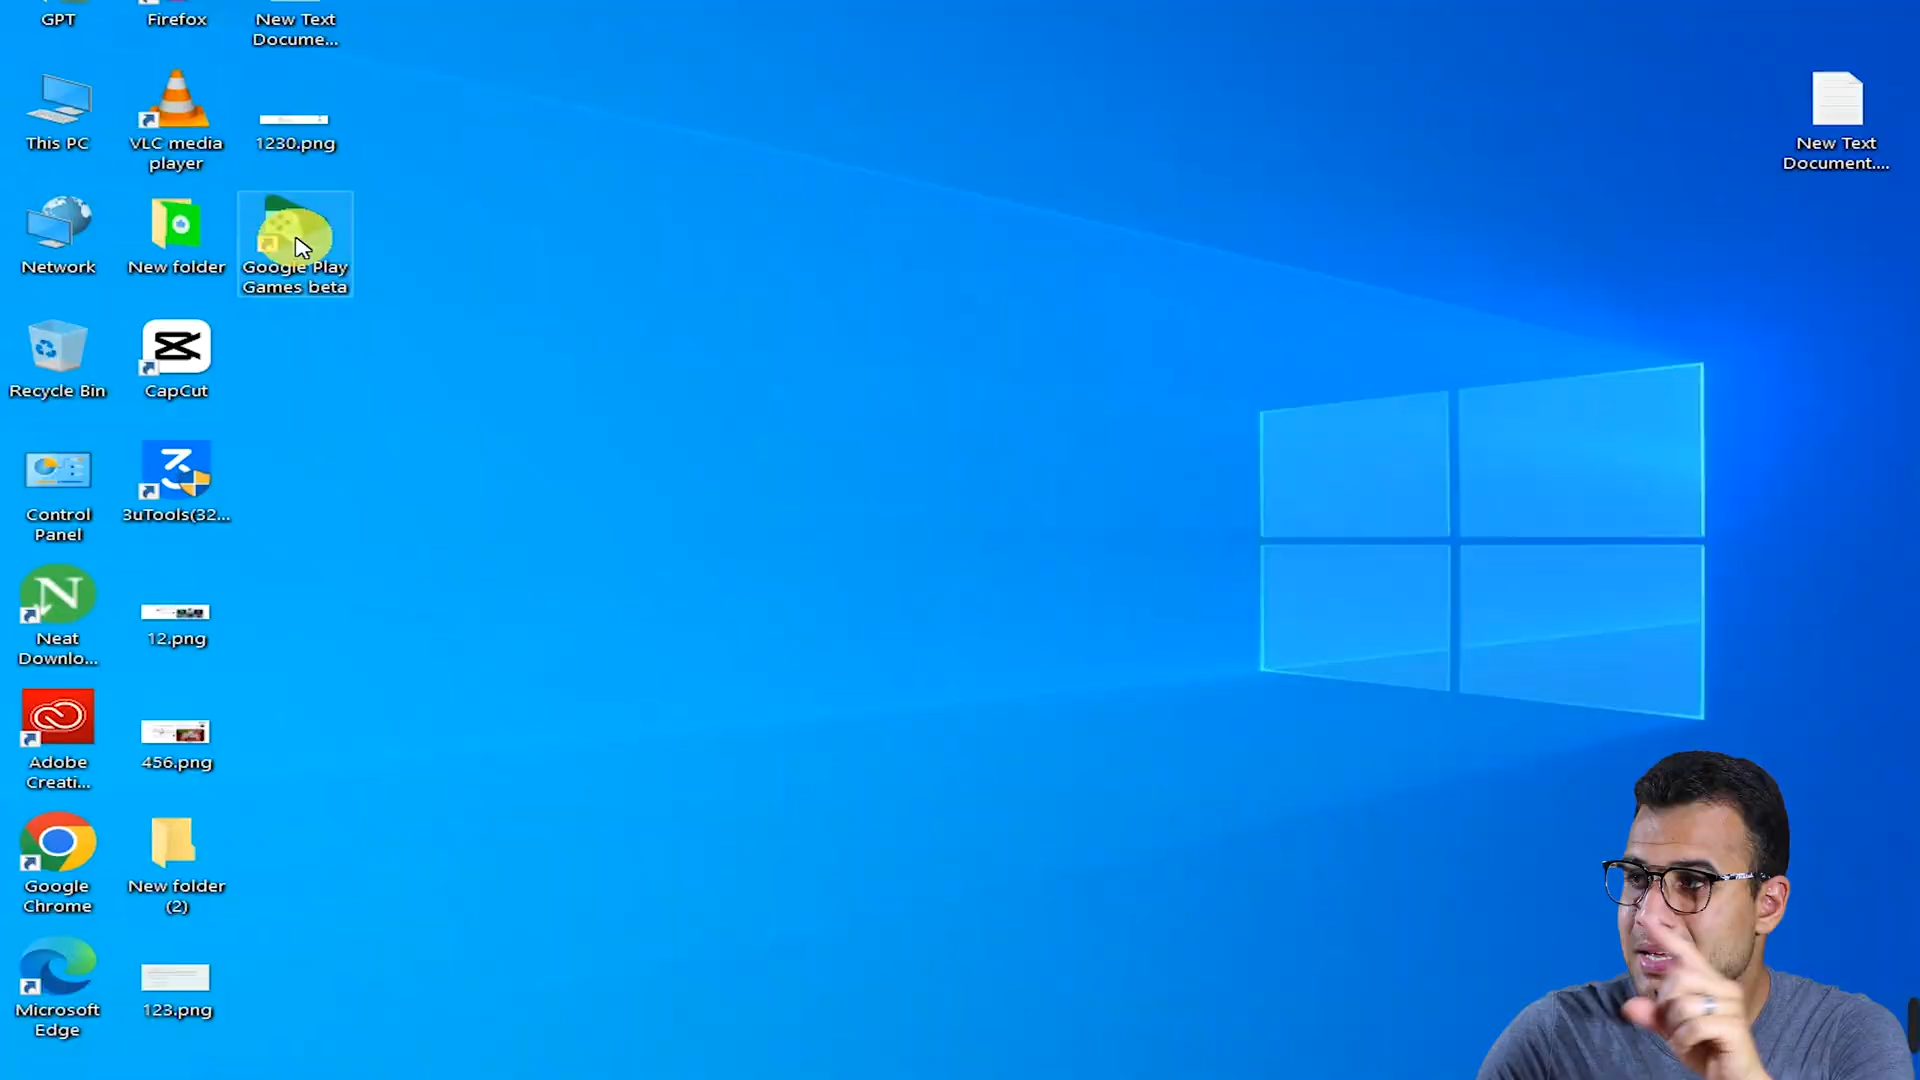 GPT
Firefox
New Text
Docume...
This PC
VLC media
player
1230.png
New Text
Document....
Network
New folder
Google Play
Games beta
Recycle Bin
CapCut
Control
Panel
3uTools(32...
Neat
Downlo...
12.png
Adobe
Creati...
456.png
Google
Chrome
New folder
(2)
Microsoft
Edge
123.png